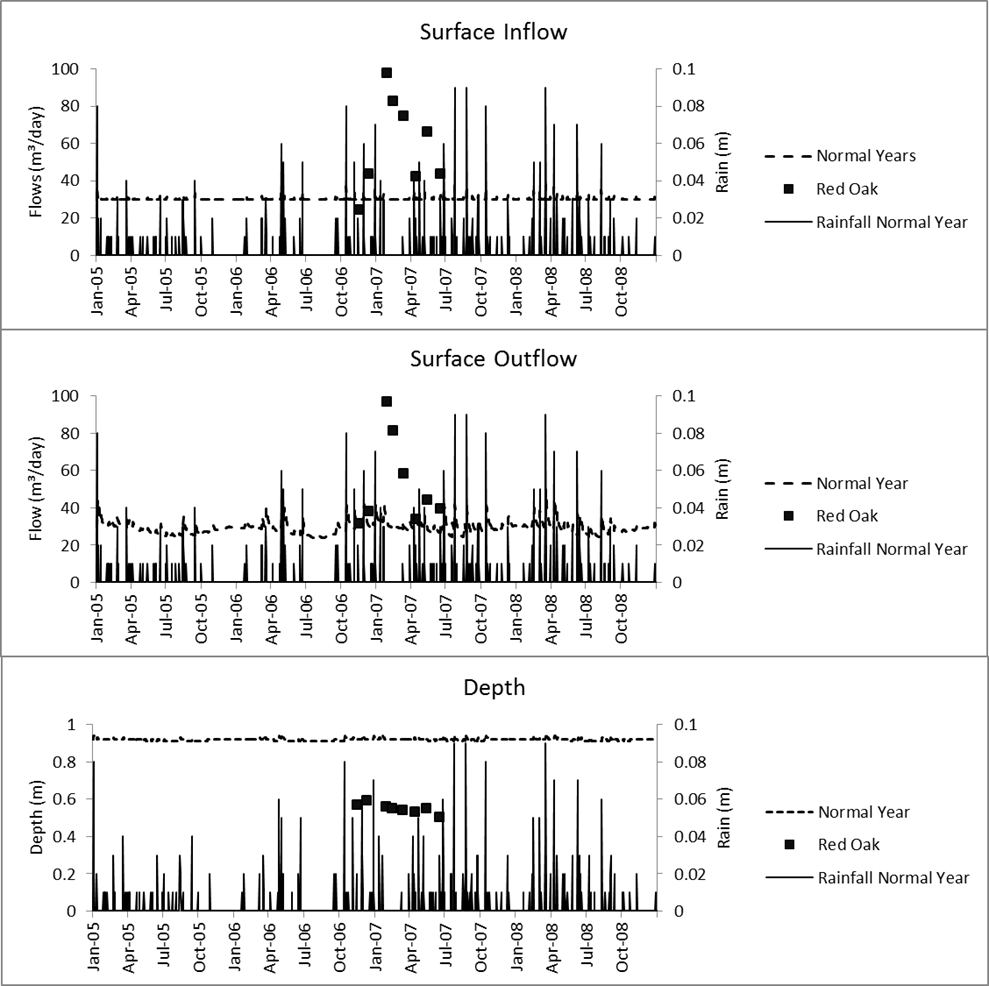 Surface Inflow
100
80
60
40
20
0
Flows (m³/day)
0.1
0.08
0.06
0.04
0.02
0
Rain (m)
Jan-05
Apr-05
Jul-05
Oct-05
Jan-06
Apr-06
Jul-06
Oct-06
Jan-07
Apr-07
Jul-07
Oct-07
Jan-08
Apr-08
Jul-08
Oct-08
Normal Years
Red Oak
Rainfall Normal Year
Surface Outflow
100
80
60
40
20
0
Flow (m³/day)
0.1
0.08
0.06
0.04
0.02
0
Rain (m)
Jan-05
Apr-05
Jul-05
Oct-05
Jan-06
Apr-06
Jul-06
Oct-06
Jan-07
Apr-07
Jul-07
Oct-07
Jan-08
Apr-08
Jul-08
Oct-08
Normal Year
Red Oak
Rainfall Normal Year
Depth
1
0.8
0.6
0.4
0.2
0
Depth (m)
0.1
0.08
0.06
0.04
0.02
0
Rain (m)
Jan-05
Apr-05
Jul-05
Oct-05
Jan-06
Apr-06
Jul-06
Oct-06
Jan-07
Apr-07
Jul-07
Oct-07
Jan-08
Apr-08
Jul-08
Oct-08
Normal Year
Red Oak
Rainfall Normal Year